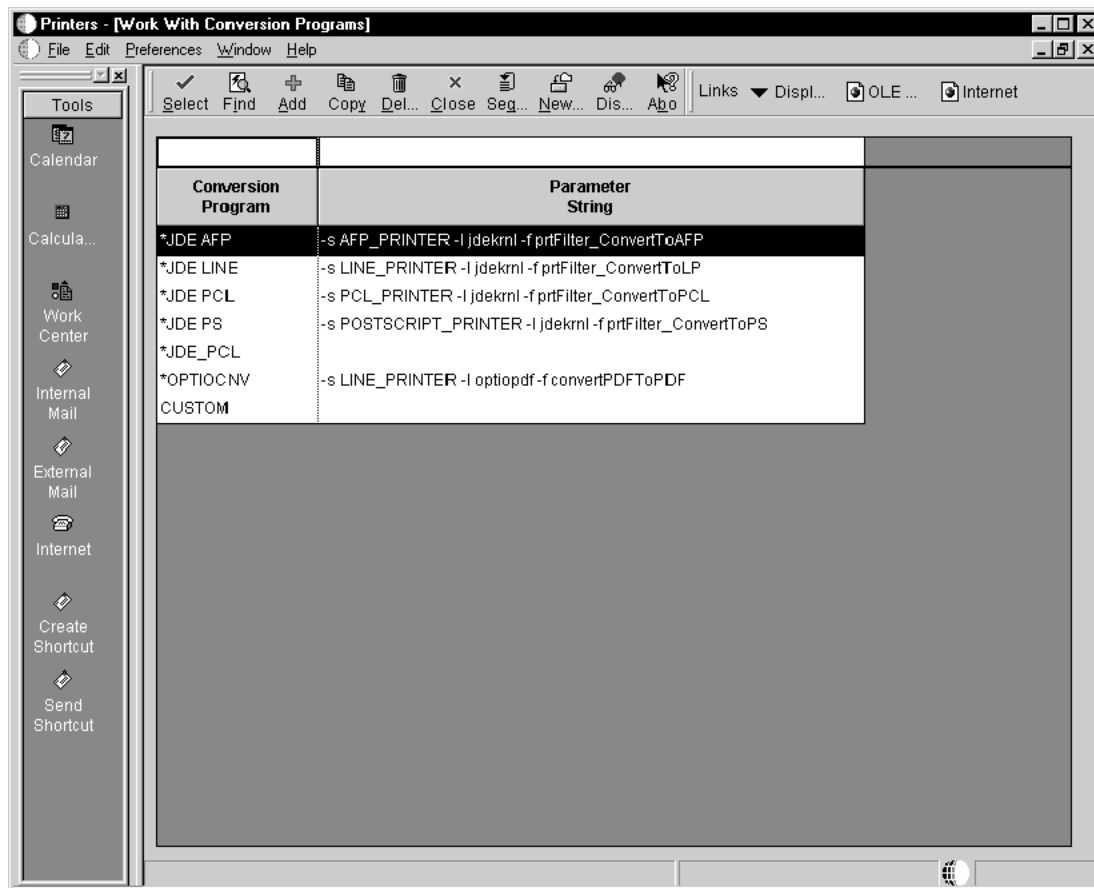 Printers - [Work With Conversion Programs]
File Edit Preferences Window Help
Tools
Calendar
Calcula...
Work
Center
Internal
Mail
External
Mail
Internet
Create
Shortcut
Send
Shortcut
Select Find Add Copy Del... Close Seq... New... Dis... Abo Links Displ... OLE ... Internet
Conversion
Program
Parameter
String
*JDE AFP -s AFP_PRINTER -l jdekrnl -f prtFilter_ConvertToAFP
*JDE LINE -s LINE_PRINTER -l jdekrnl -f prtFilter_ConvertToLP
*JDE PCL -s PCL_PRINTER -l jdekrnl -f prtFilter_ConvertToPCL
*JDE PS -s POSTSCRIPT_PRINTER -l jdekrnl -f prtFilter_ConvertToPS
*JDE_PCL
*OPTIOCNV -s LINE_PRINTER -l optiopdf -f convertPDFToPDF
CUSTOM